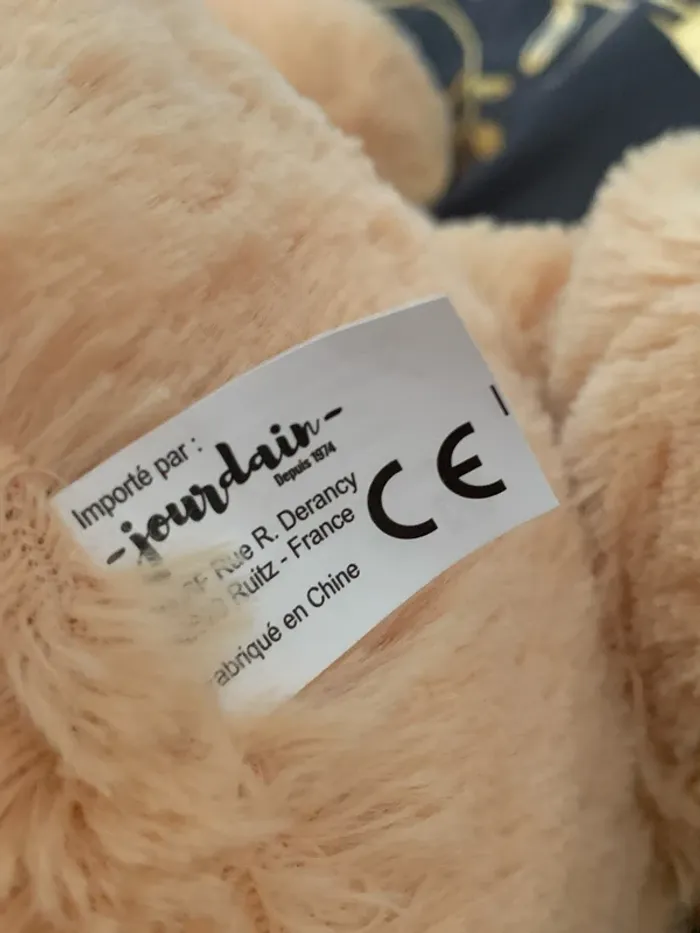 Importé par :
-jourdain-
Depuis 1974
Rue R. Derancy
Ruitz - France
abriqué en Chine
CE